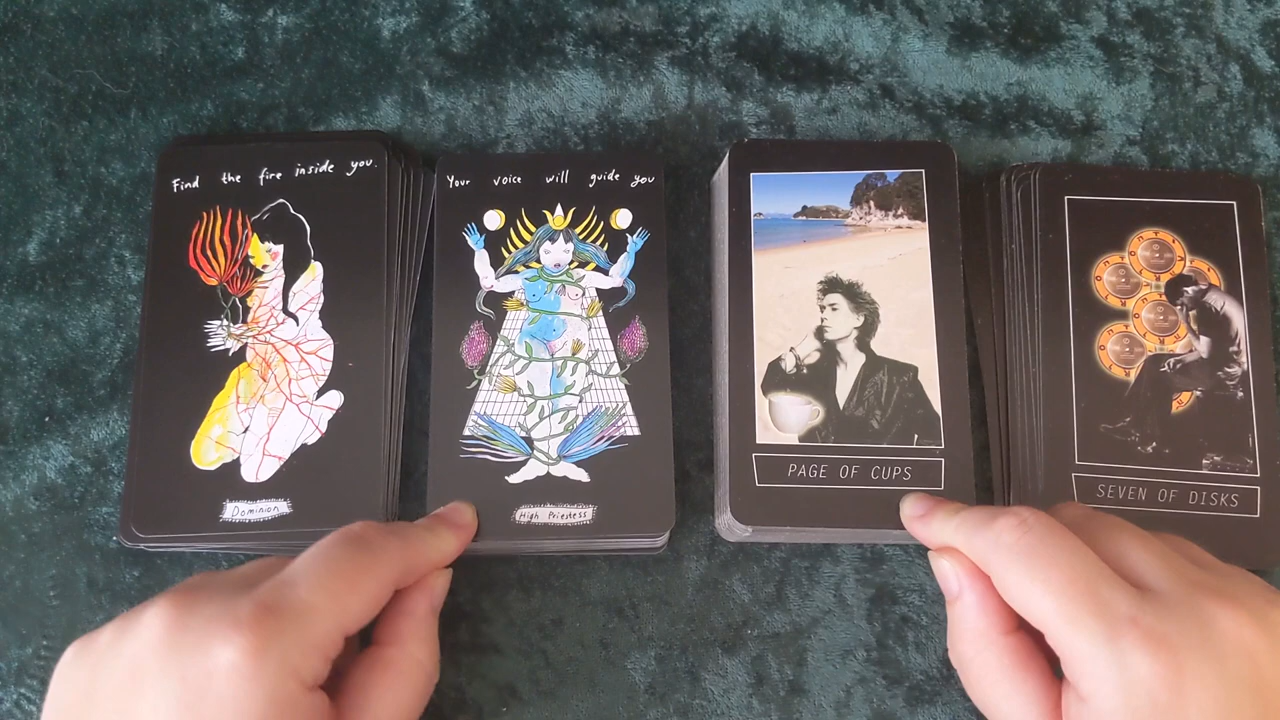 Find the fire inside you.
Dominion
Your voice will guide you
High Priestess
PAGE OF CUPS
SEVEN OF DISKS